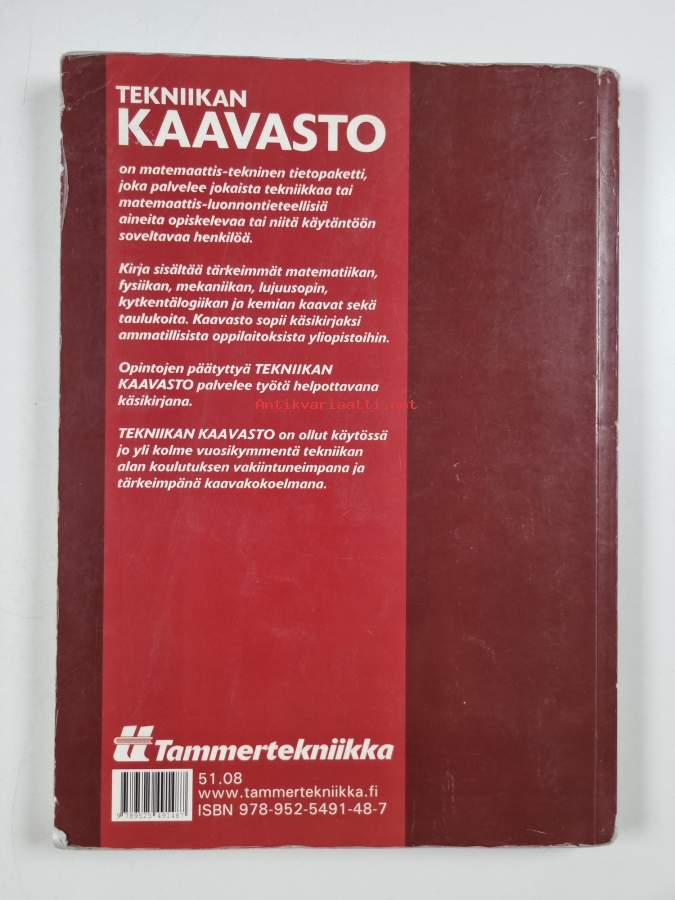 TEKNIIKAN
KAAVASTO
on matemaattis-tekninen tietopaketti,
joka palvelee jokaista tekniikkaa tai
matemaattis-luonnontieteellisiä
aineita opiskelevaa tai niitä käytäntöön
soveltavaa henkilöä.
Kirja sisältää tärkeimmät matematiikan,
fysiikan, mekaniikan, lujuusopin,
kytkentälogiikan ja kemian kaavat sekä
taulukoita. Kaavasto sopii käsikirjaksi
ammatillisista oppilaitoksista yliopistoihin.
Opintojen päätyttyä TEKNIIKAN
KAAVASTO palvelee työtä helpottavana
käsikirjana.
Antikvariaatti.net
TEKNIIKAN KAAVASTO on ollut käytössä
jo yli kolme vuosikymmentä tekniikan
alan koulutuksen vakiintuneimpana ja
tärkeimpänä kaavakokoelmana.
tt Tammertekniikka
51.08
www.tammertekniikka.fi
ISBN 978-952-5491-48-7
9 789525 491487